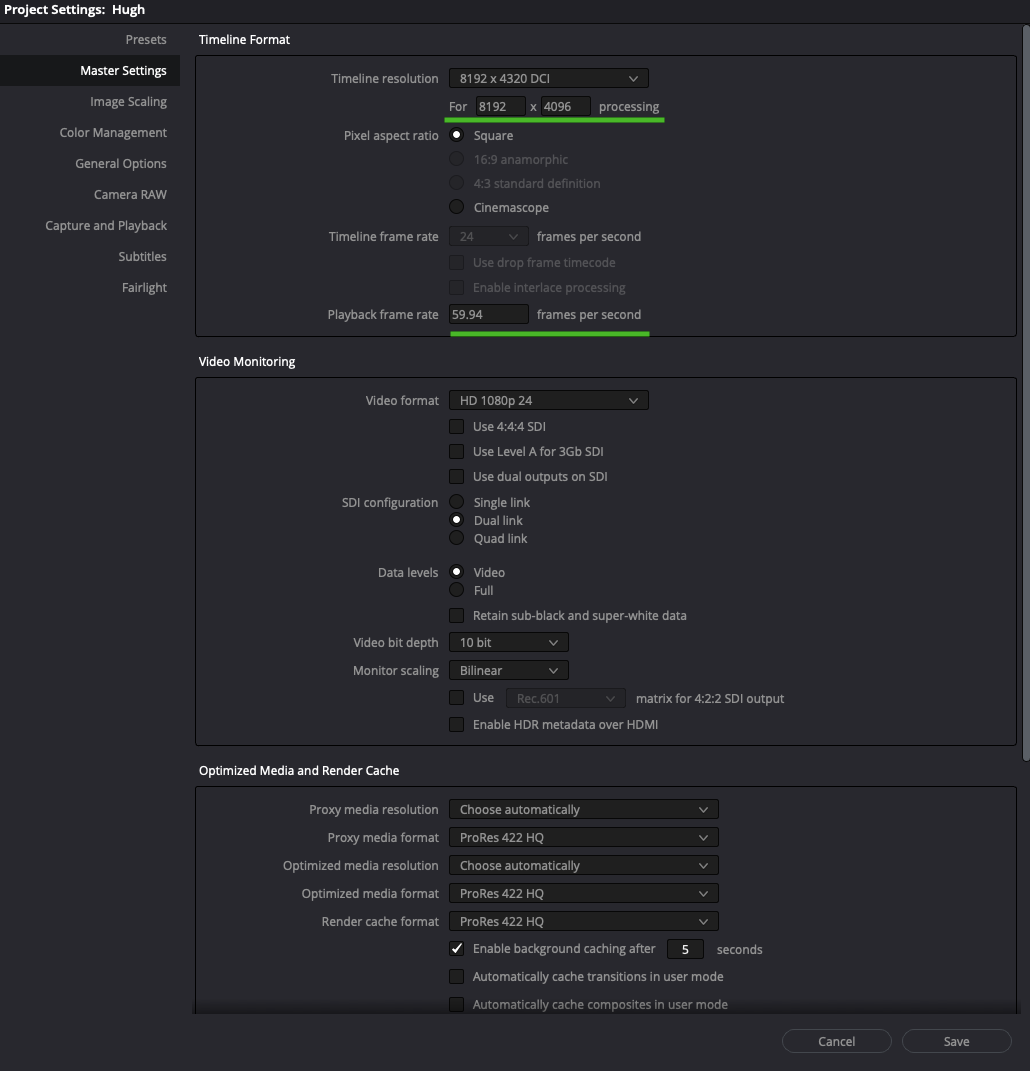 Project Settings: Hugh
Presets
Master Settings
Image Scaling
Color Management
General Options
Camera RAW
Capture and Playback
Subtitles
Fairlight
Timeline Format
Timeline resolution 8192 x 4320 DCI
For 8192 x 4096 processing
Pixel aspect ratio Square
16:9 anamorphic
4:3 standard definition
Cinemascope
Timeline frame rate 24 frames per second
Use drop frame timecode
Enable interlace processing
Playback frame rate 59.94 frames per second
Video Monitoring
Video format HD 1080p 24
Use 4:4:4 SDI
Use Level A for 3Gb SDI
Use dual outputs on SDI
SDI configuration Single link
Dual link
Quad link
Data levels Video
Full
Retain sub-black and super-white data
Video bit depth 10 bit
Monitor scaling Bilinear
Use Rec.601 matrix for 4:2:2 SDI output
Enable HDR metadata over HDMI
Optimized Media and Render Cache
Proxy media resolution Choose automatically
Proxy media format ProRes 422 HQ
Optimized media resolution Choose automatically
Optimized media format ProRes 422 HQ
Render cache format ProRes 422 HQ
Enable background caching after 5 seconds
Automatically cache transitions in user mode
Automatically cache composites in user mode
Cancel Save